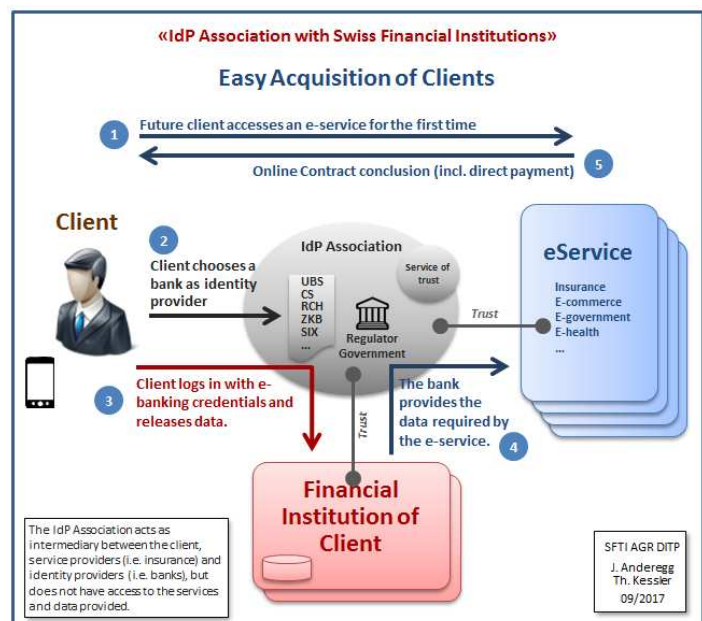 «IdP Association with Swiss Financial Institutions»
Easy Acquisition of Clients
1
Future client accesses an e-service for the first time
Online Contract conclusion (incl. direct payment)
5
Client
2
Client chooses a
bank as identity
provider
IdP Association
Service of
trust
UBS
CS
RCH
ZKB
SIX
...
Regulator
Government
Trust
eService
Insurance
E-commerce
E-government
E-health
...
3
Client logs in with e-
banking credentials and
releases data.
Trust
The bank
provides the
data required by
the e-service.
4
Financial
Institution of
Client
The IdP Association acts as
intermediary between the client,
service providers (i.e. insurance) and
identity providers (i.e. banks), but
does not have access to the services
and data provided.
SFTI AGR DITP
J. Anderegg
Th. Kessler
09/2017